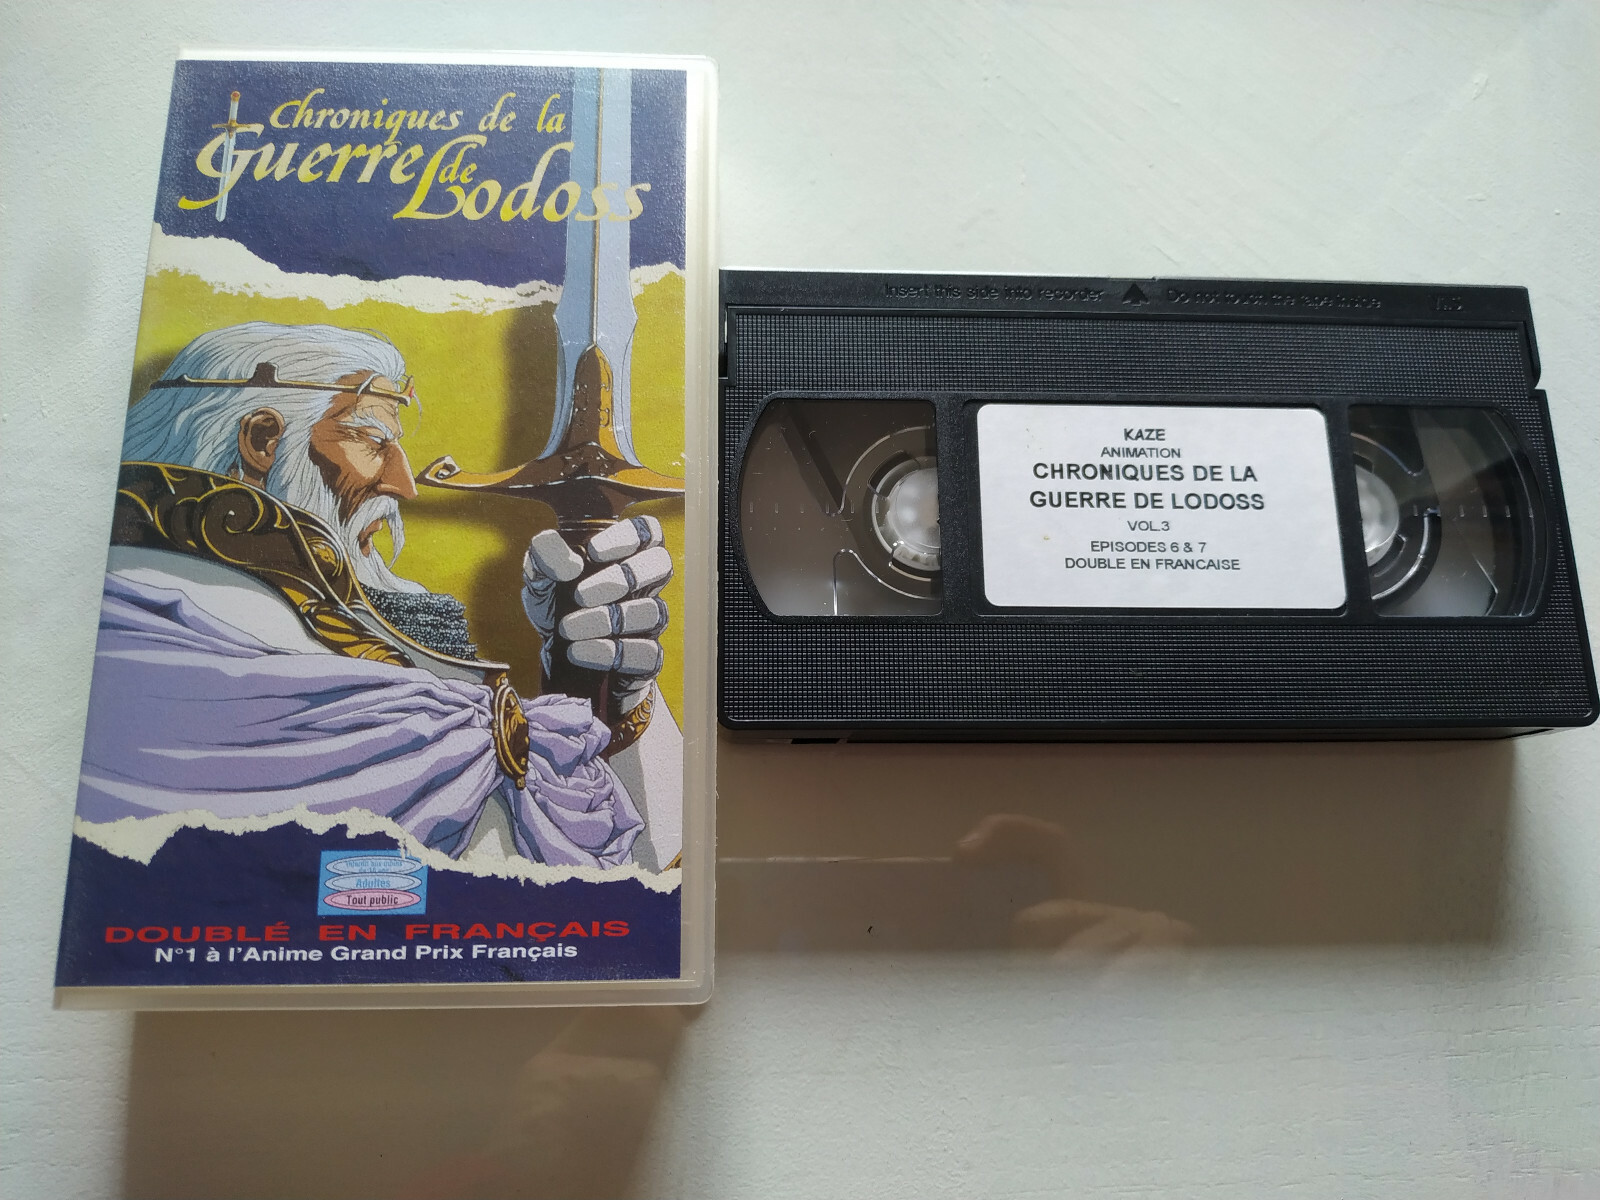 Chroniques de la
Guerre de
Lodoss
Adultes
Tout public
DOUBLÉ EN FRANÇAIS
N°1 à l'Anime Grand Prix Français
Insert this side into recorder
Do not touch the tape inside
KAZE
ANIMATION
CHRONIQUES DE LA
GUERRE DE LODOSS
VOL.3
EPISODES 6 & 7
DOUBLE EN FRANCAISE